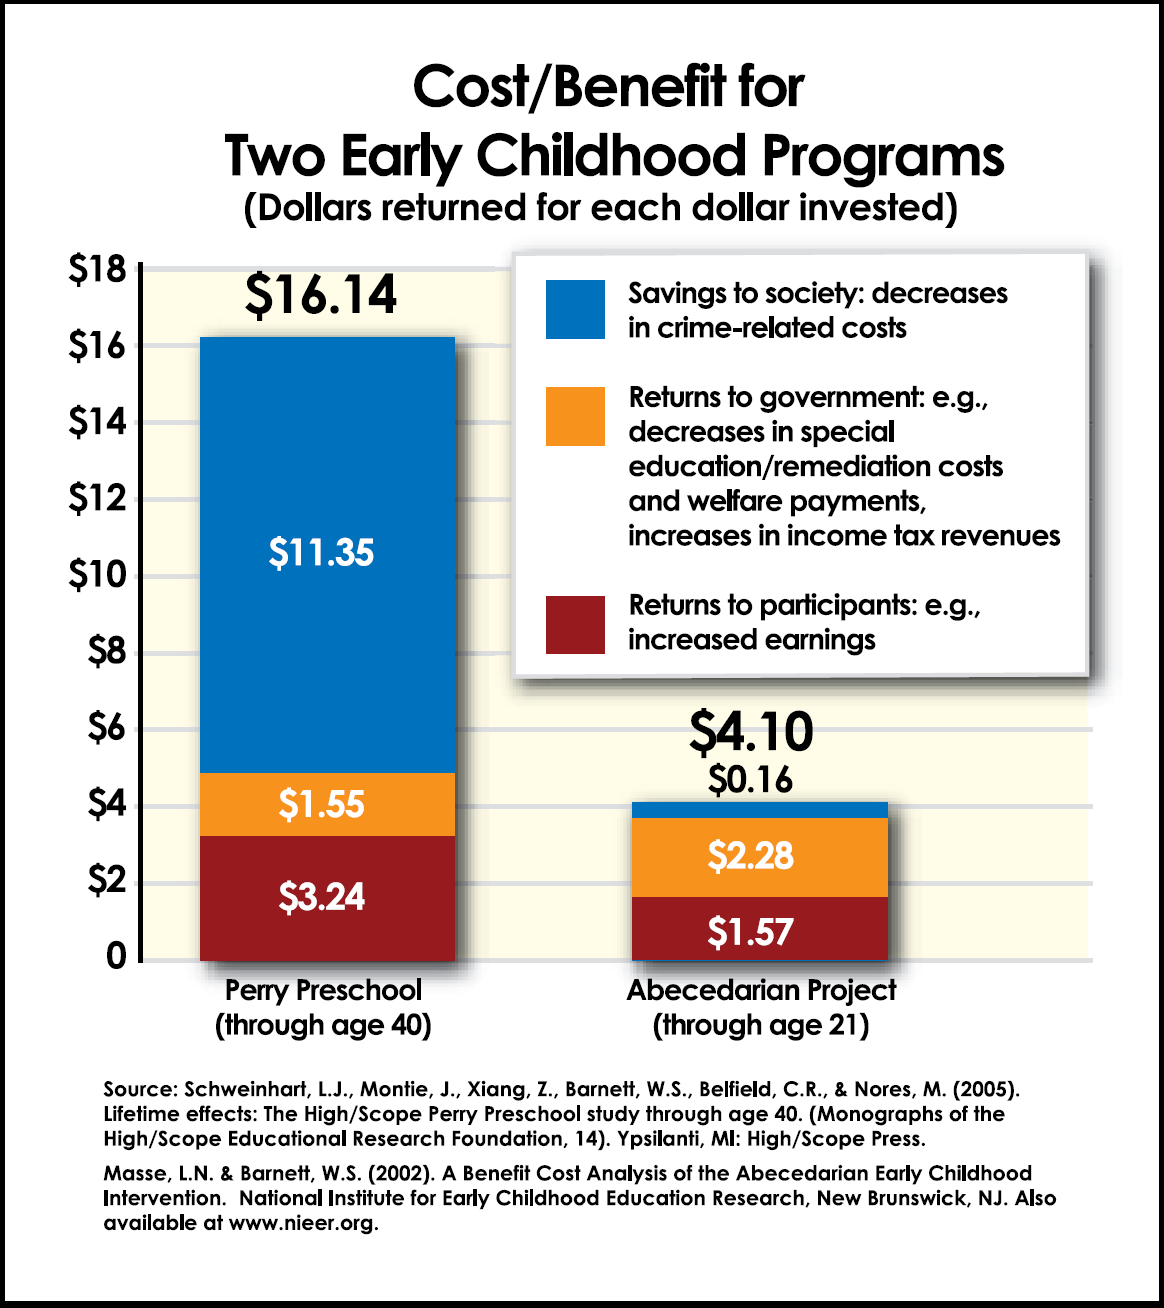 Cost/Benefit for
Two Early Childhood Programs
(Dollars returned for each dollar invested)
$18
$16
$14
$12
$10
$8
$6
$4
$2
0
$16.14
$11.35
$1.55
$3.24
Savings to society: decreases
in crime-related costs
Returns to government: e.g.,
decreases in special
education/remediation costs
and welfare payments,
increases in income tax revenues
Returns to participants: e.g.,
increased earnings
$4.10
$0.16
$2.28
$1.57
Perry Preschool
(through age 40)
Abecedarian Project
(through age 21)
Source: Schweinhart, L.J., Montie, J., Xiang, Z., Barnett, W.S., Belfield, C.R., & Nores, M. (2005).
Lifetime effects: The High/Scope Perry Preschool study through age 40. (Monographs of the
High/Scope Educational Research Foundation, 14). Ypsilanti, MI: High/Scope Press.
Masse, L.N. & Barnett, W.S. (2002). A Benefit Cost Analysis of the Abecedarian Early Childhood
Intervention.  National Institute for Early Childhood Education Research, New Brunswick, NJ. Also
available at www.nieer.org.